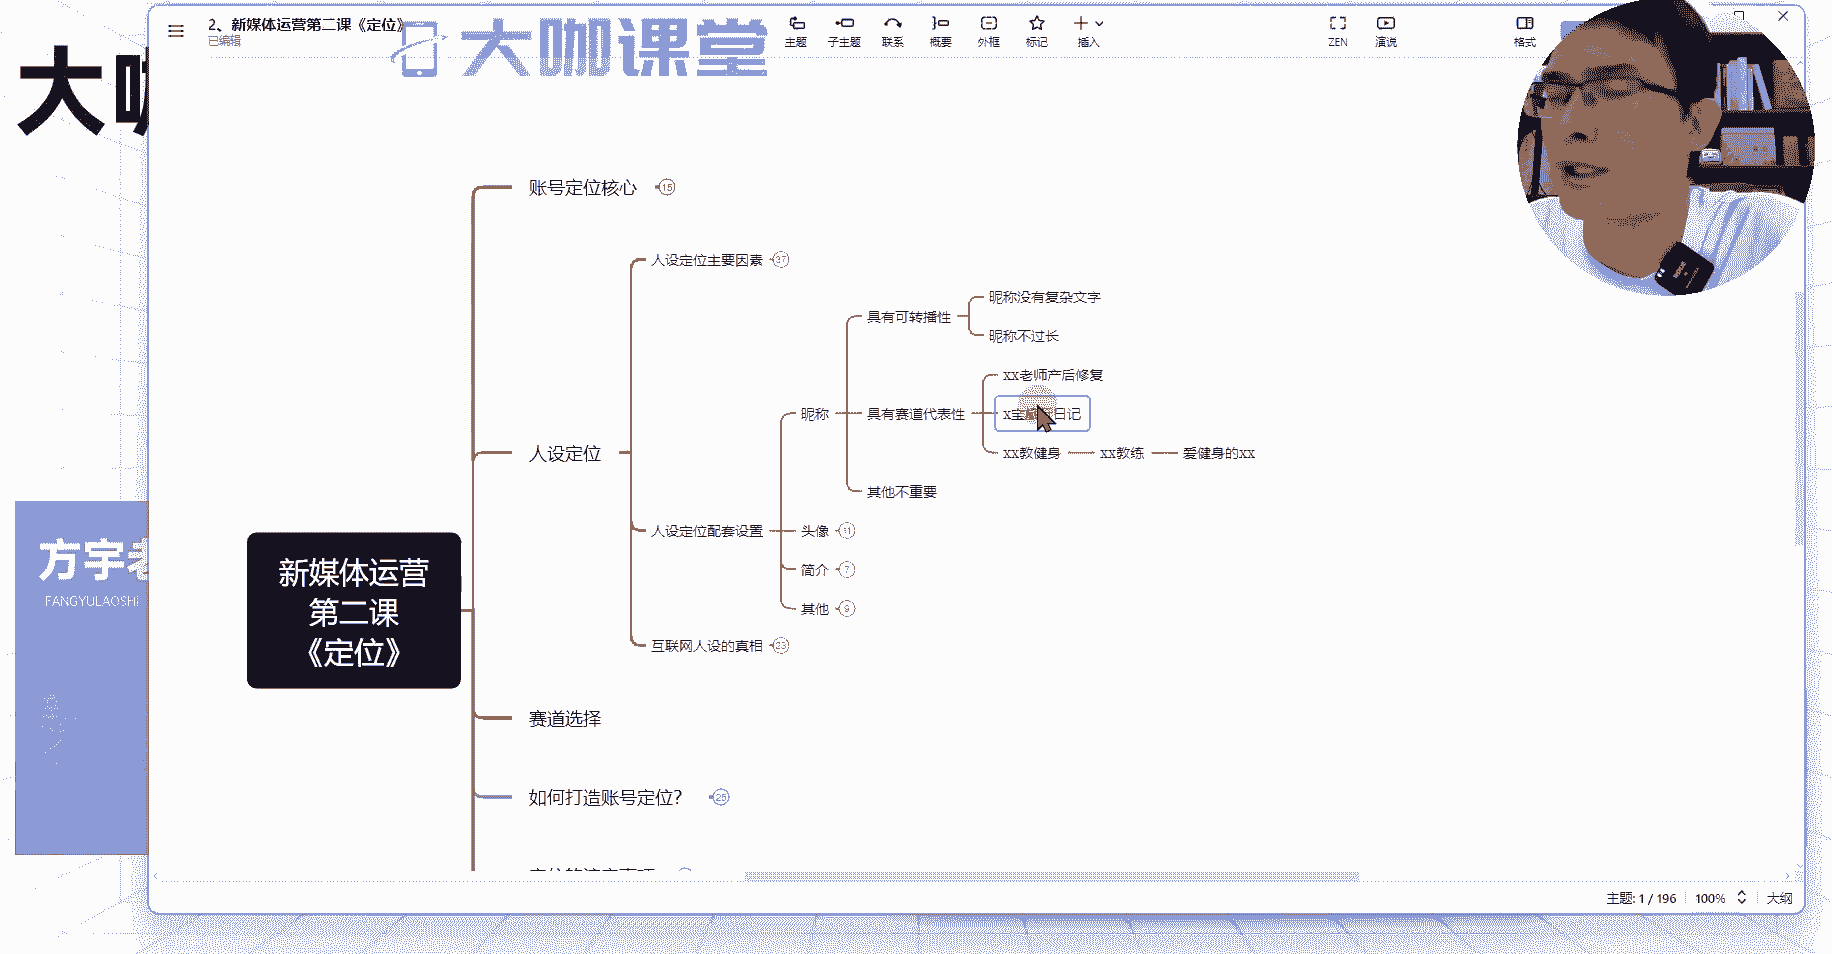 2、新媒体运营第二课《定位》
已编辑
大咖课堂
主题
子主题
联系
概要
外框
标记
插入
ZEN
演说
格式
大
方宇
FANGYULAOSHI
新媒体运营
第二课
《定位》
账号定位核心
15
人设定位
人设定位主要因素
37
人设定位配套设置
昵称
具有可转播性
昵称没有复杂文字
昵称不过长
具有赛道代表性
xx老师产后修复
日记
xx教健身
xx教练
爱健身的xx
其他不重要
头像
简介
7
其他
9
互联网人设的真相
23
赛道选择
如何打造账号定位？
25
主题: 1 / 196
100%
大纲